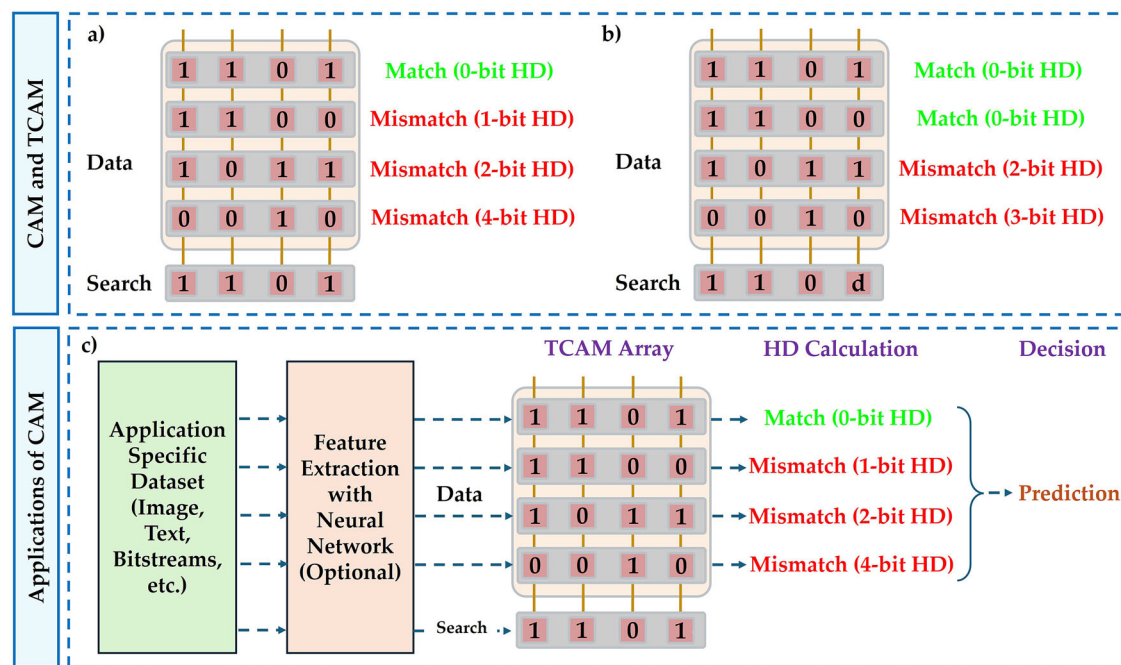 CAM and TCAM
a)
1 1 0 1 Match (0-bit HD)
1 1 0 0 Mismatch (1-bit HD)
Data
1 0 1 1 Mismatch (2-bit HD)
0 0 1 0 Mismatch (4-bit HD)
Search 1 1 0 1
b)
1 1 0 1 Match (0-bit HD)
1 1 0 0 Match (0-bit HD)
Data
1 0 1 1 Mismatch (2-bit HD)
0 0 1 0 Mismatch (3-bit HD)
Search 1 1 0 d
Applications of CAM
c)
Application
Specific
Dataset
(Image,
Text,
Bitstreams,
etc.)
Feature
Extraction
with
Neural
Network
(Optional)
TCAM Array
HD Calculation
Decision
1 1 0 1 Match (0-bit HD)
1 1 0 0 Mismatch (1-bit HD)
Data
1 0 1 1 Mismatch (2-bit HD)
0 0 1 0 Mismatch (4-bit HD)
Search 1 1 0 1
Prediction